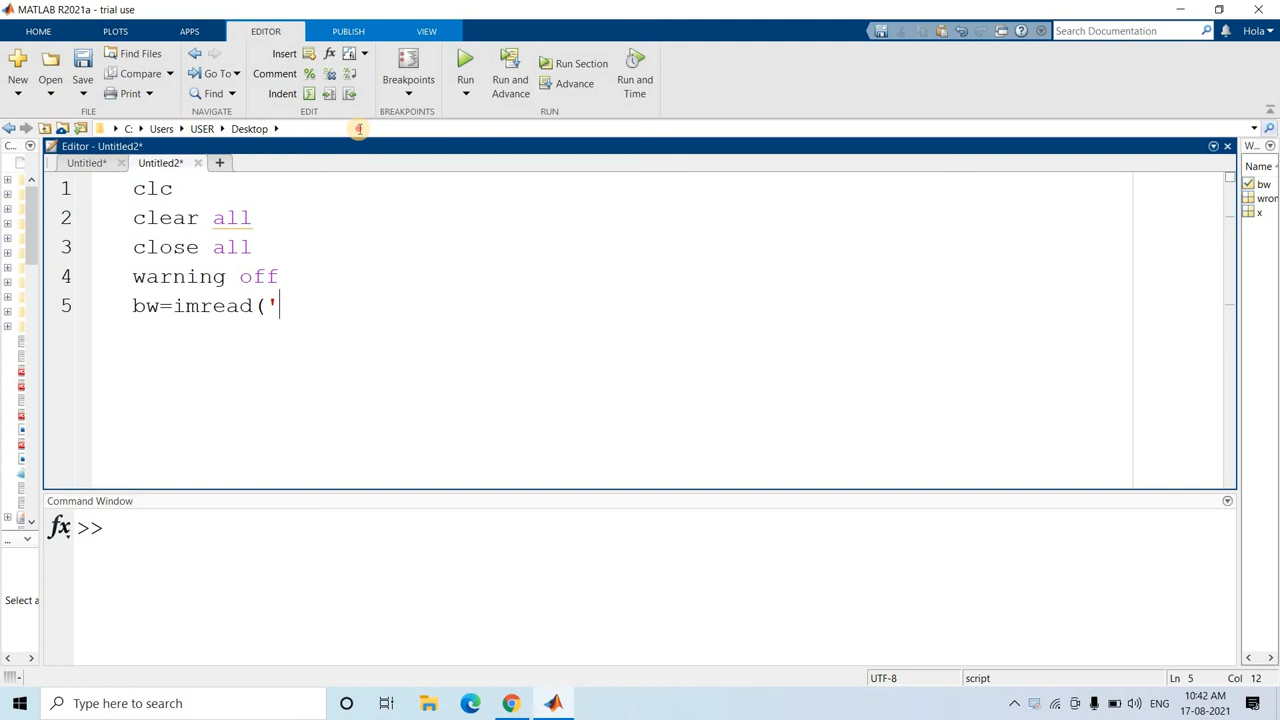 MATLAB R2021a - trial use
HOME PLOTS APPS EDITOR PUBLISH VIEW
Search Documentation Hola
New Open Save
Find Files
Compare
Print
FILE
Go To
Find
NAVIGATE
Insert fx
Comment
Indent
EDIT
Breakpoints
BREAKPOINTS
Run
Run and Advance
Run Section
Advance
Run and Time
RUN
C: Users USER Desktop
C...
Editor - Untitled2*
W...
Untitled* Untitled2*
Name
bw
wron
x
1 clc
2 clear all
3 close all
4 warning off
5 bw=imread('
Command Window
fx >>
...
Select a
UTF-8 script Ln 5 Col 12
Type here to search
ENG
10:42 AM
17-08-2021